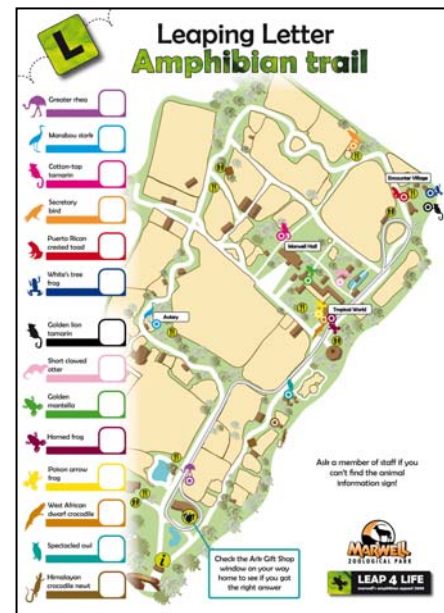 L
Leaping Letter
Amphibian trail
Greater rhea
Marabou stork
Cotton-top
tamarin
Secretary
bird
Puerto Rican
crested toad
White's tree
frog
Golden lion
tamarin
Short clawed
otter
Golden
mantella
Horned frog
Poison arrow
frog
West African
dwarf crocodile
Spectacled owl
Himalayan
crocodile newt
Encounter Village
Marwell Hall
Tropical World
Aviary
i
Ask a member of staff if you
can't find the animal
information sign!
Check the Ark Gift Shop
window on your way
home to see if you got
the right answer
MARWELL
ZOOLOGICAL PARK
LEAP 4 LIFE